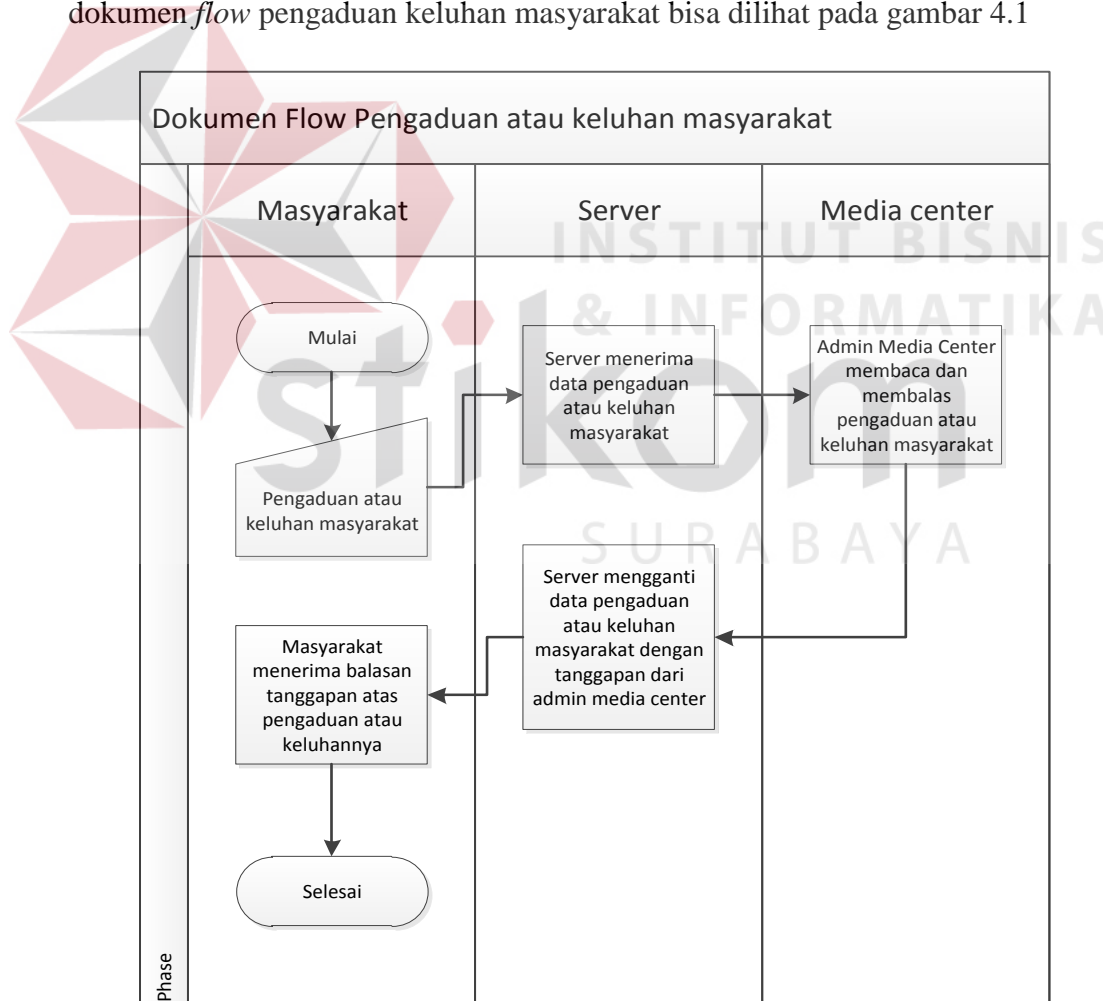 dokumen flow pengaduan keluhan masyarakat bisa dilihat pada gambar 4.1
Dokumen Flow Pengaduan atau keluhan masyarakat
Masyarakat
Server
Media center
INSTITUT BISNIS
& INFORMATIKA
stikom
SURABAYA
Mulai
Pengaduan atau
keluhan masyarakat
Server menerima
data pengaduan
atau keluhan
masyarakat
Admin Media Center
membaca dan
membalas
pengaduan atau
keluhan masyarakat
Server mengganti
data pengaduan
atau keluhan
masyarakat dengan
tanggapan dari
admin media center
Masyarakat
menerima balasan
tanggapan atas
pengaduan atau
keluhannya
Selesai
Phase